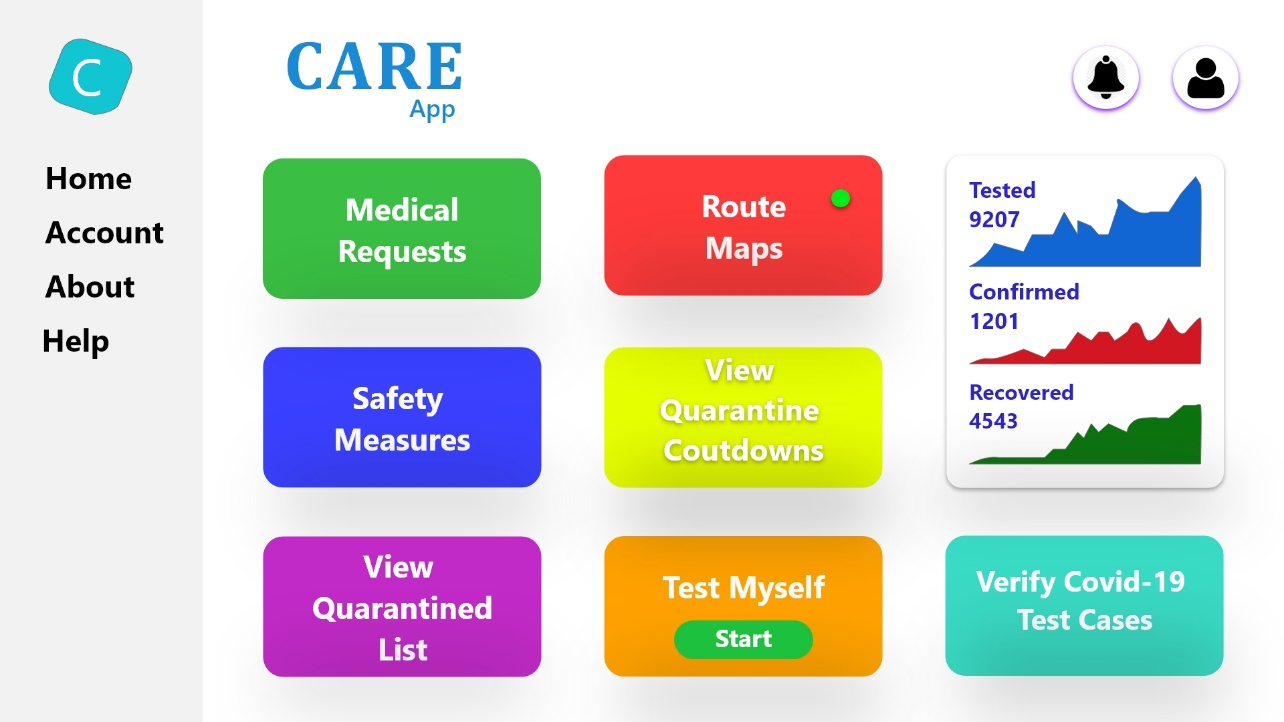 C
CARE
App
Home
Account
About
Help
Medical
Requests
Route
Maps
Tested
9207
Confirmed
1201
Recovered
4543
Safety
Measures
View
Quarantine
Coutdowns
View
Quarantined
List
Test Myself
Start
Verify Covid-19
Test Cases